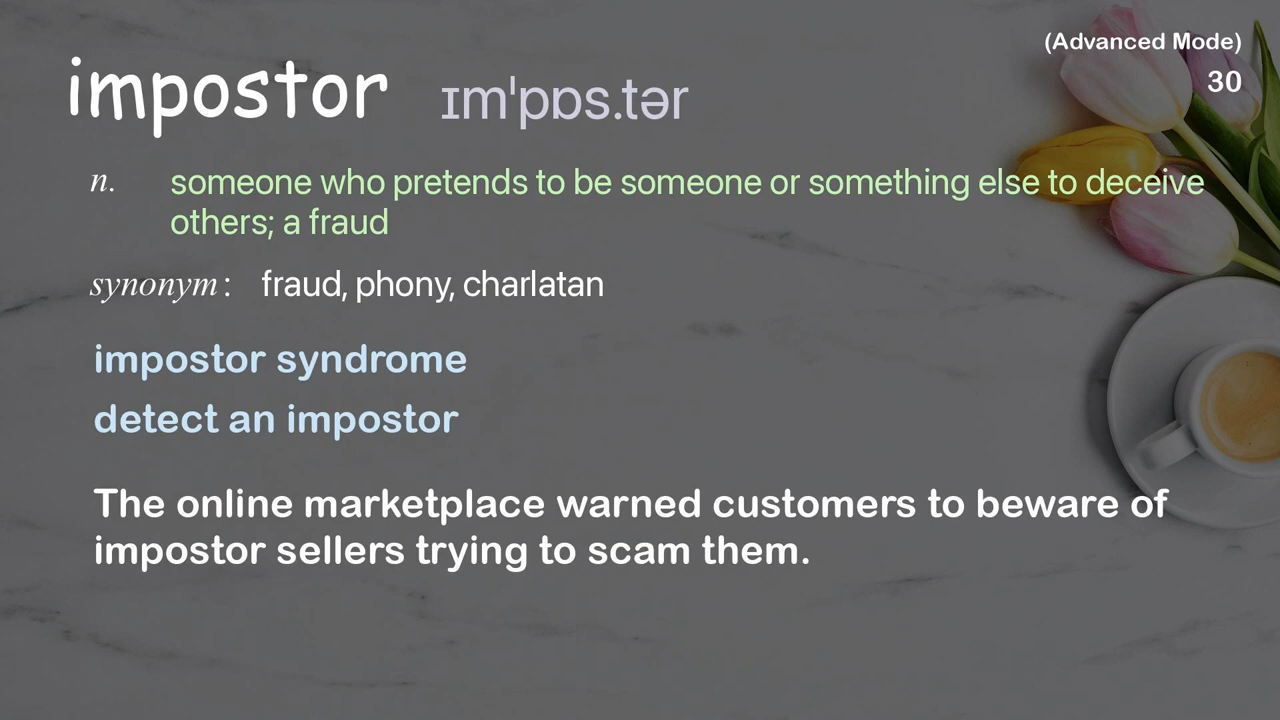 (Advanced Mode)
30
impostor ɪmˈpɒs.tər
n. someone who pretends to be someone or something else to deceive
others; a fraud
synonym: fraud, phony, charlatan
impostor syndrome
detect an impostor
The online marketplace warned customers to beware of
impostor sellers trying to scam them.